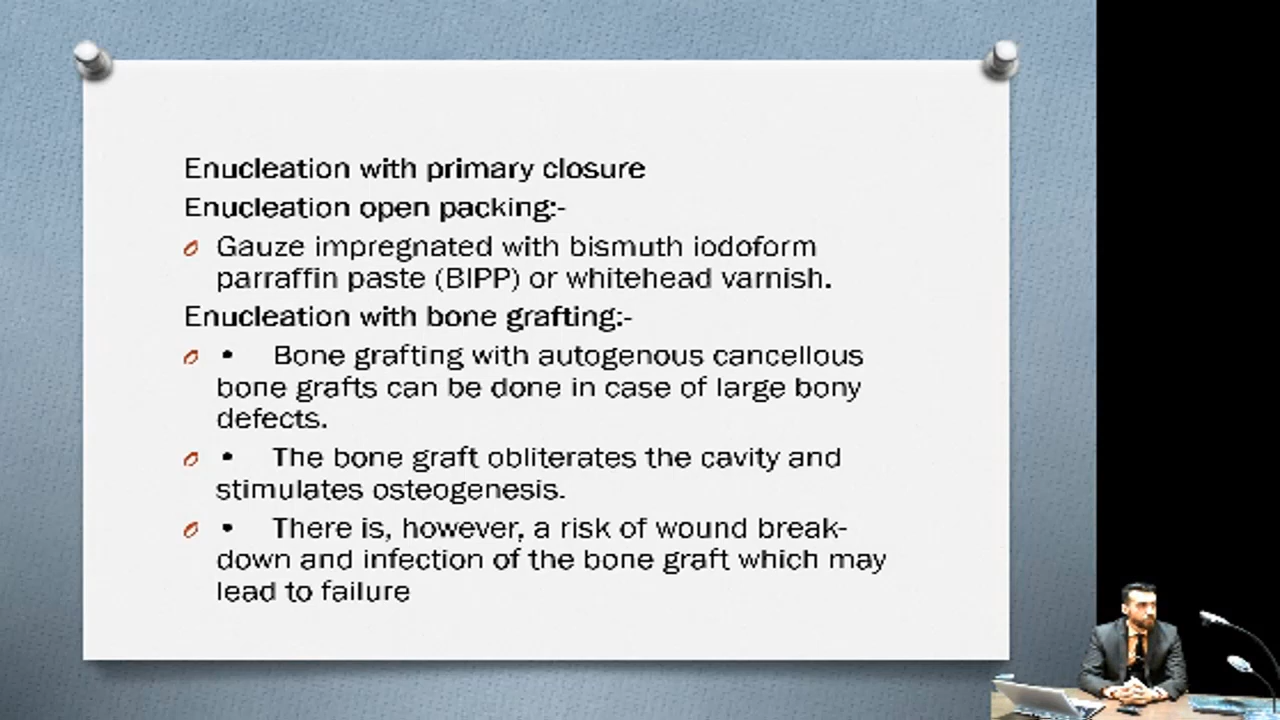 Enucleation with primary closure
Enucleation open packing:-
Gauze impregnated with bismuth iodoform
parraffin paste (BIPP) or whitehead varnish.
Enucleation with bone grafting:-
• Bone grafting with autogenous cancellous
bone grafts can be done in case of large bony
defects.
• The bone graft obliterates the cavity and
stimulates osteogenesis.
• There is, however, a risk of wound break-
down and infection of the bone graft which may
lead to failure